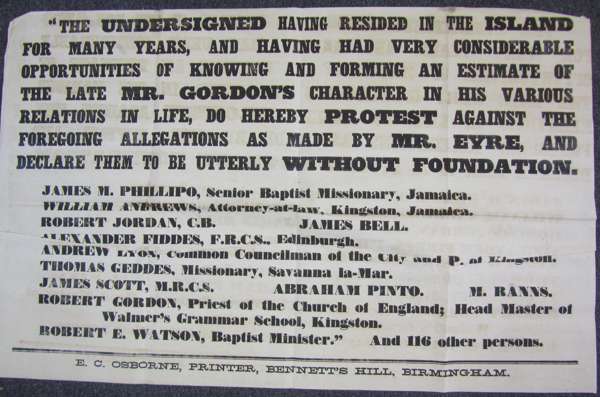 "THE UNDERSIGNED HAVING RESIDED IN THE ISLAND
FOR MANY YEARS, AND HAVING HAD VERY CONSIDERABLE
OPPORTUNITIES OF KNOWING AND FORMING AN ESTIMATE OF
THE LATE MR. GORDON'S CHARACTER IN HIS VARIOUS
RELATIONS IN LIFE, DO HEREBY PROTEST AGAINST THE
FOREGOING ALLEGATIONS AS MADE BY MR. EYRE, AND
DECLARE THEM TO BE UTTERLY WITHOUT FOUNDATION.
JAMES M. PHILLIPO, Senior Baptist Missionary, Jamaica.
WILLIAM ANDREWS, Attorney-at-law, Kingston, Jamaica.
ROBERT JORDAN, C.B. JAMES BELL.
ALEXANDER FIDDES, F.R.C.S., Edinburgh.
ANDREW LYON, Common Councilman of the City and P. of Kingston.
THOMAS GEDDES, Missionary, Savanna la-Mar.
JAMES SCOTT, M.R.C.S. ABRAHAM PINTO. M. RANNS.
ROBERT GORDON, Priest of the Church of England; Head Master of
Walmer's Grammar School, Kingston.
ROBERT E. WATSON, Baptist Minister." And 116 other persons.
E. C. OSBORNE, PRINTER, BENNETT'S HILL, BIRMINGHAM.